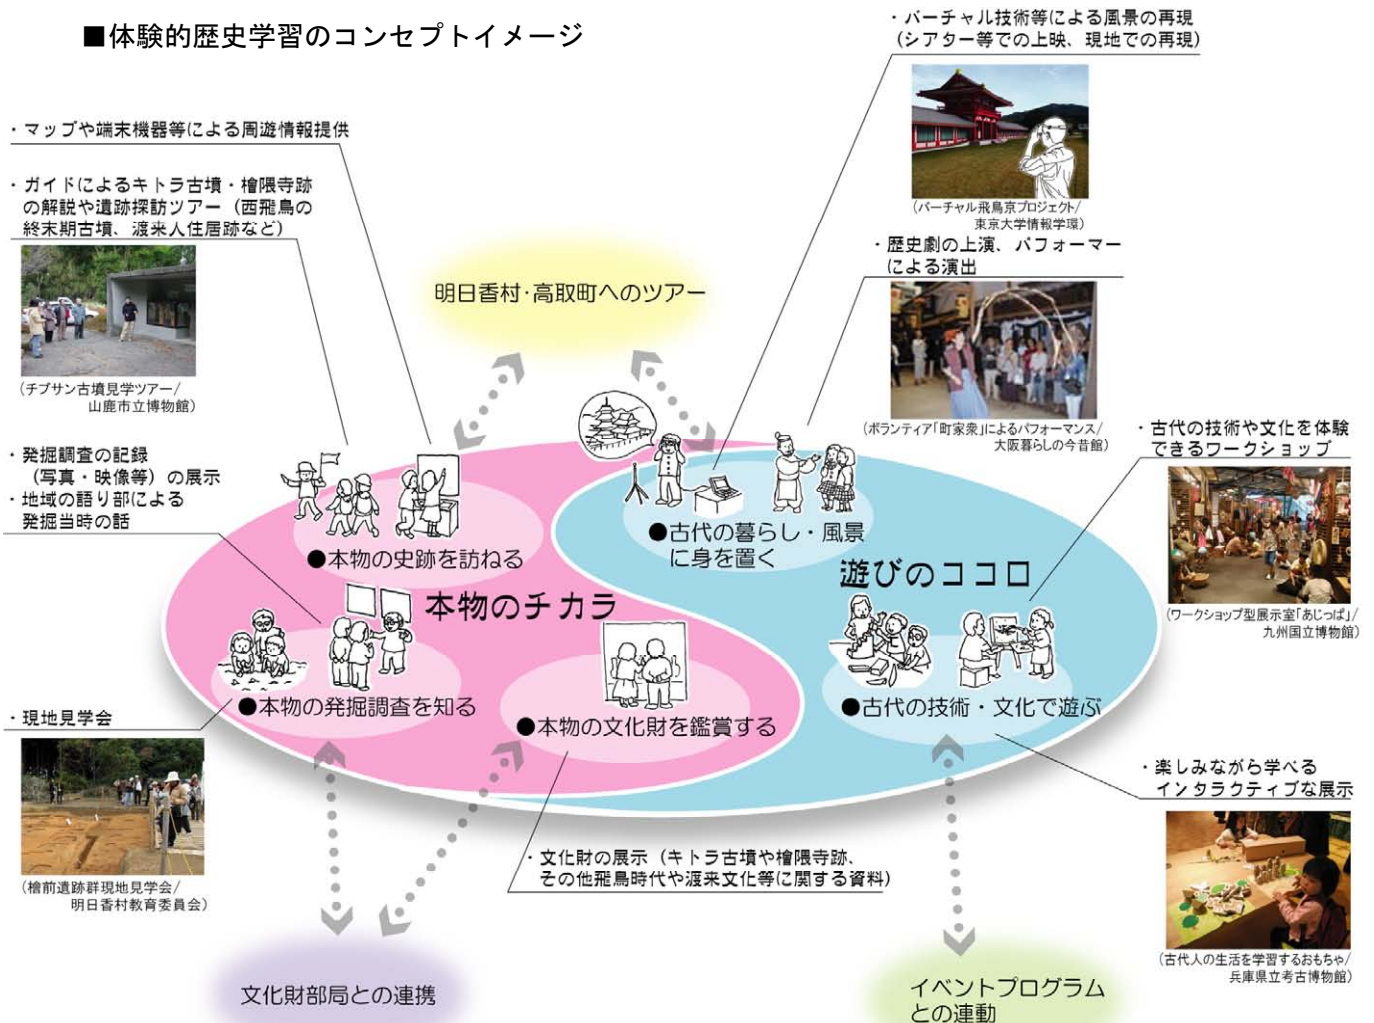 ■体験的歴史学習のコンセプトイメージ
・バーチャル技術等による風景の再現
（シアター等での上映、現地での再現）
（バーチャル飛鳥京プロジェクト/
東京大学情報学環）
・マップや端末機器等による周遊情報提供
・ガイドによるキトラ古墳・檜隈寺跡
の解説や遺跡探訪ツアー（西飛鳥の
終末期古墳、渡来人住居跡など）
（チブサン古墳見学ツアー/
山鹿市立博物館）
・歴史劇の上演、パフォーマー
による演出
（ボランティア「町家衆」によるパフォーマンス/
大阪暮らしの今昔館）
明日香村・高取町へのツアー
・発掘調査の記録
（写真・映像等）の展示
・地域の語り部による
発掘当時の話
・古代の技術や文化を体験
できるワークショップ
（ワークショップ型展示室「あじっぱ」/
九州国立博物館）
●本物の史跡を訪ねる
●古代の暮らし・風景
に身を置く
本物のチカラ
遊びのココロ
●本物の発掘調査を知る
●本物の文化財を鑑賞する
●古代の技術・文化で遊ぶ
・現地見学会
（檜前遺跡群現地見学会/
明日香村教育委員会）
・楽しみながら学べる
インタラクティブな展示
（古代人の生活を学習するおもちゃ/
兵庫県立考古博物館）
・文化財の展示（キトラ古墳や檜隈寺跡、
その他飛鳥時代や渡来文化等に関する資料）
文化財部局との連携
イベントプログラム
との連動